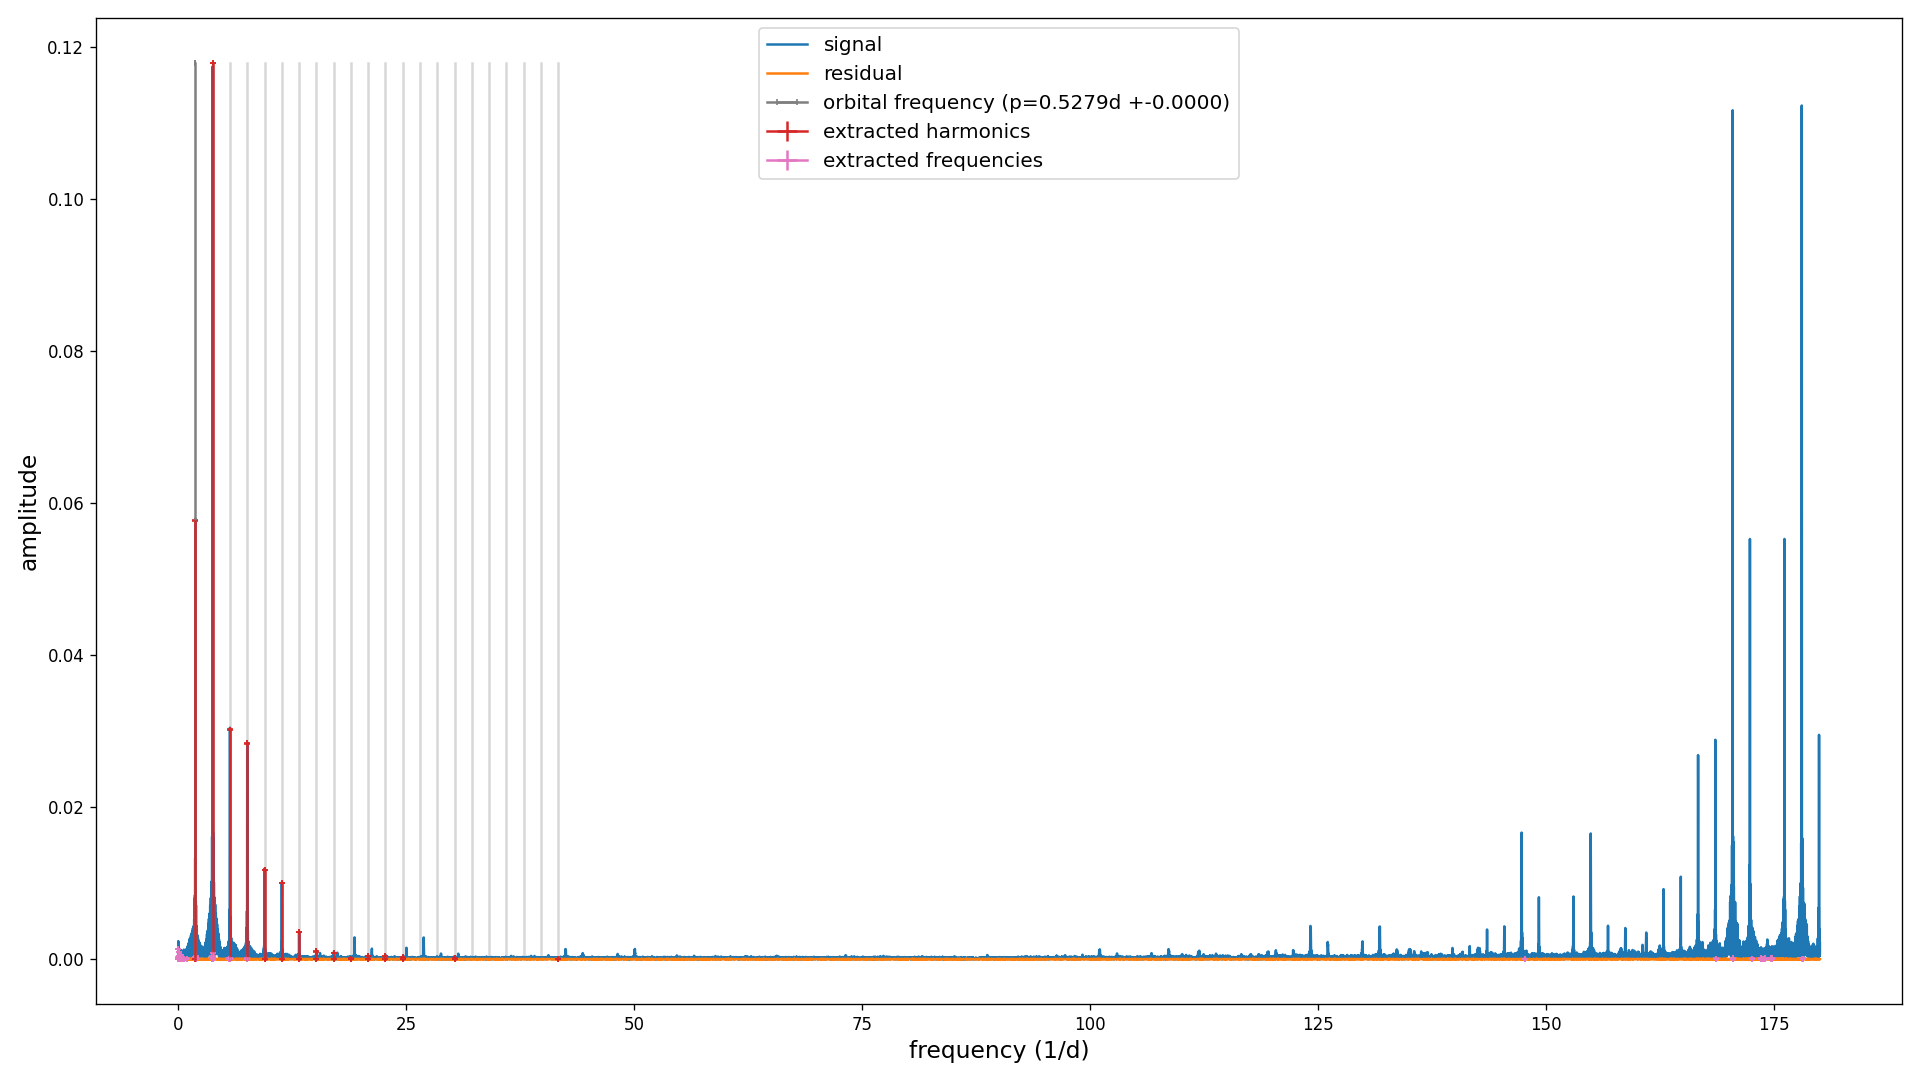 signal
residual
orbital frequency (p=0.5279d +-0.0000)
extracted harmonics
extracted frequencies
amplitude
0.12
0.10
0.08
0.06
0.04
0.02
0.00
0 25 50 75 100 125 150 175
frequency (1/d)